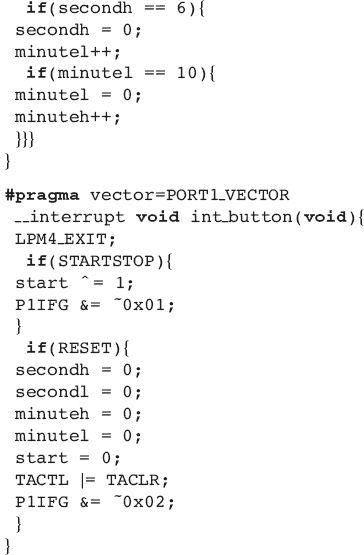 if(secondh == 6){
secondh = 0;
minutel++;
if(minutel == 10){
minutel = 0;
minuteh++;
}}}
}
#pragma vector=PORT1_VECTOR
__interrupt void int_button(void){
LPM4_EXIT;
if(STARTSTOP){
start ^= 1;
P1IFG &= ~0x01;
}
if(RESET){
secondh = 0;
secondl = 0;
minuteh = 0;
minutel = 0;
start = 0;
TACTL |= TACLR;
P1IFG &= ~0x02;
}
}